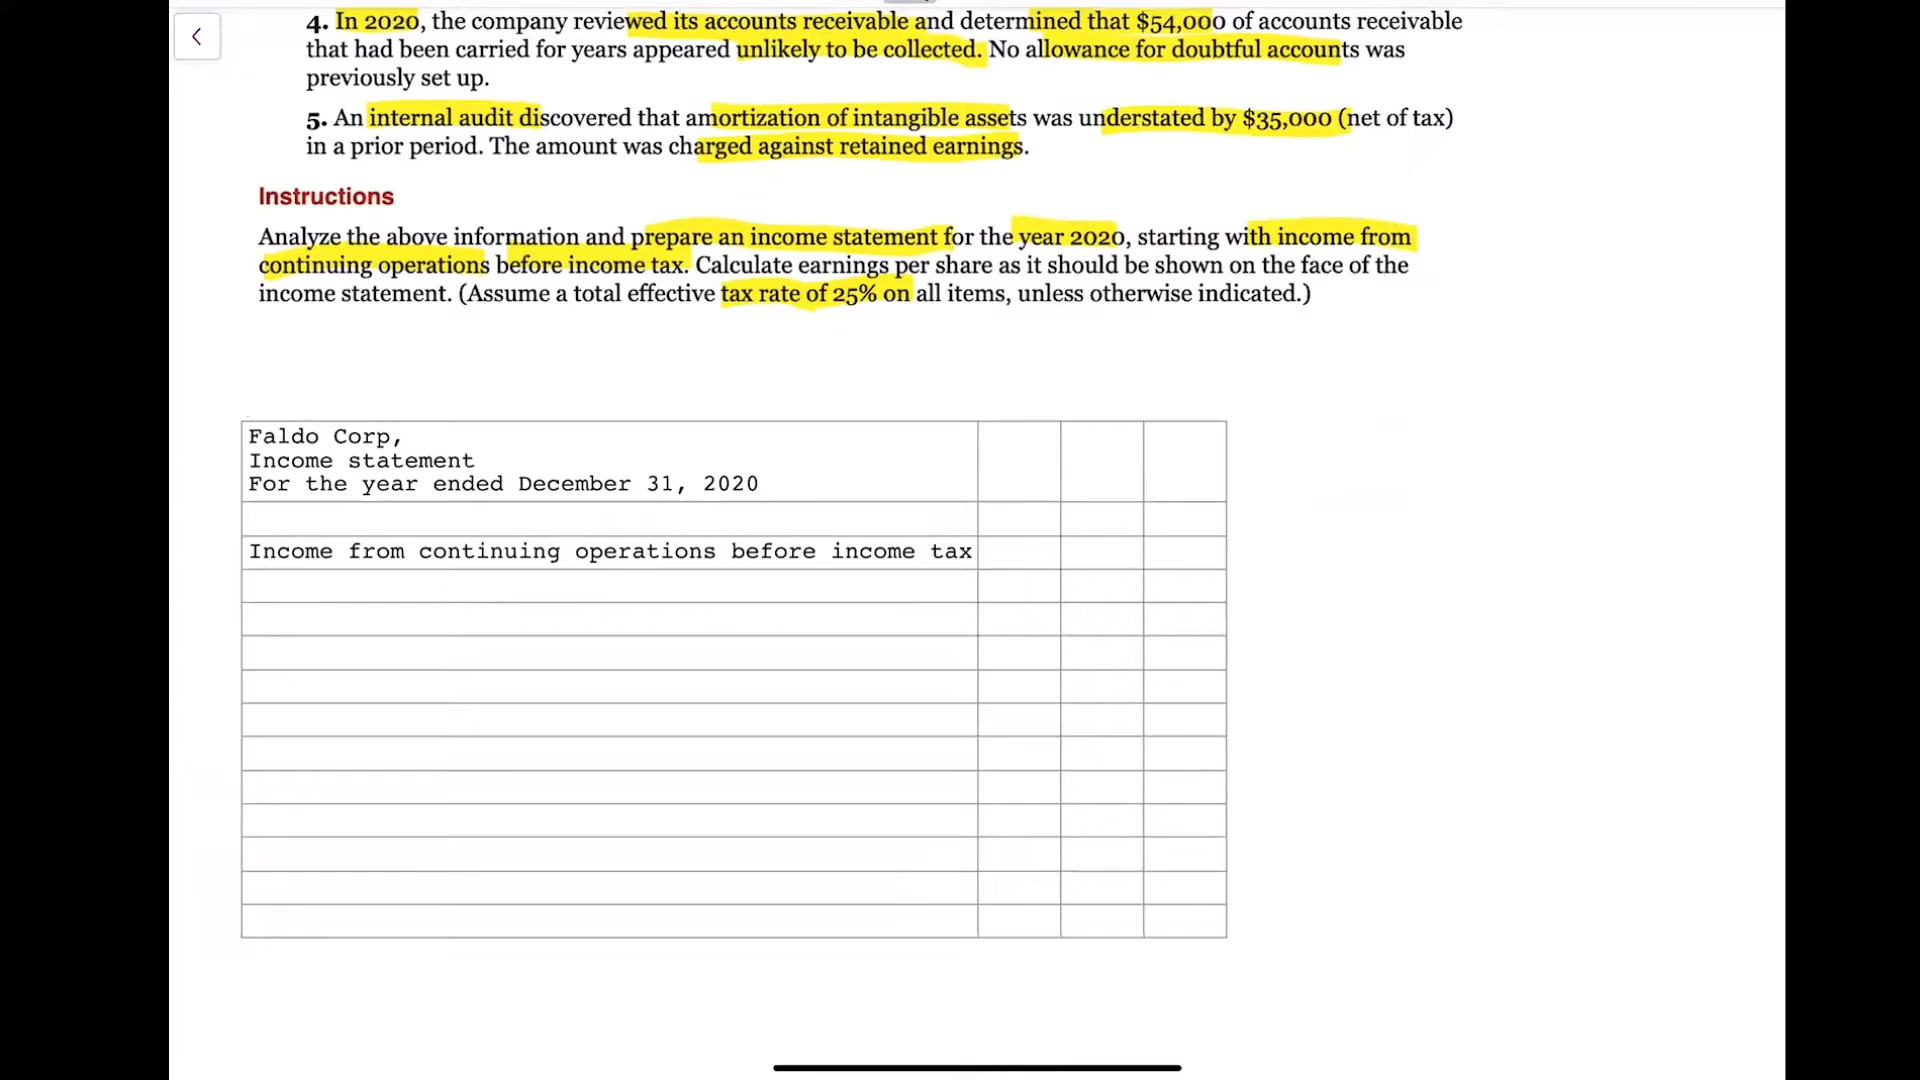 4. In 2020, the company reviewed its accounts receivable and determined that $54,000 of accounts receivable
that had been carried for years appeared unlikely to be collected. No allowance for doubtful accounts was
previously set up.
5. An internal audit discovered that amortization of intangible assets was understated by $35,000 (net of tax)
in a prior period. The amount was charged against retained earnings.
Instructions
Analyze the above information and prepare an income statement for the year 2020, starting with income from
continuing operations before income tax. Calculate earnings per share as it should be shown on the face of the
income statement. (Assume a total effective tax rate of 25% on all items, unless otherwise indicated.)
Faldo Corp,
Income statement
For the year ended December 31, 2020
Income from continuing operations before income tax